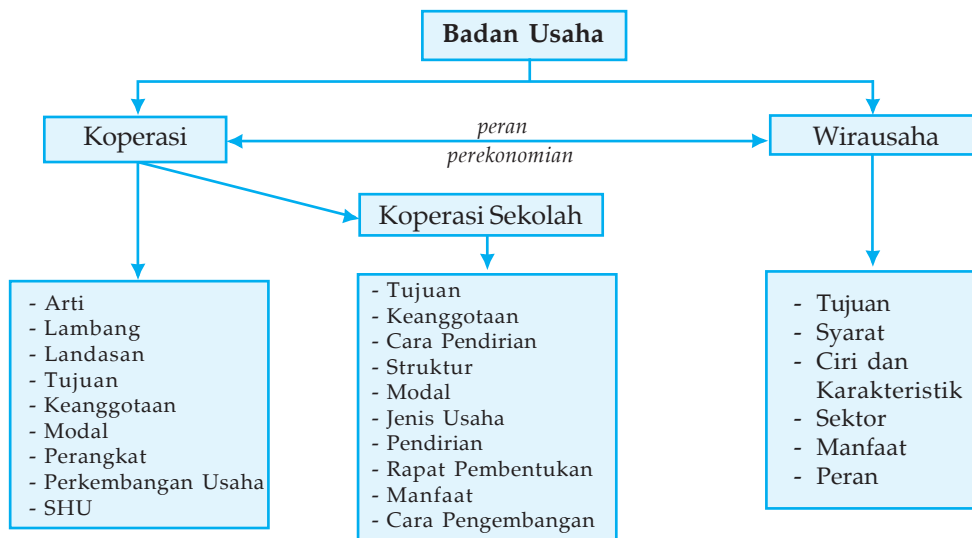 Badan Usaha
Koperasi
peran
perekonomian
Wirausaha
Koperasi Sekolah
- Arti
- Lambang
- Landasan
- Tujuan
- Keanggotaan
- Modal
- Perangkat
- Perkembangan Usaha
- SHU
- Tujuan
- Keanggotaan
- Cara Pendirian
- Struktur
- Modal
- Jenis Usaha
- Pendirian
- Rapat Pembentukan
- Manfaat
- Cara Pengembangan
- Tujuan
- Syarat
- Ciri dan
Karakteristik
- Sektor
- Manfaat
- Peran